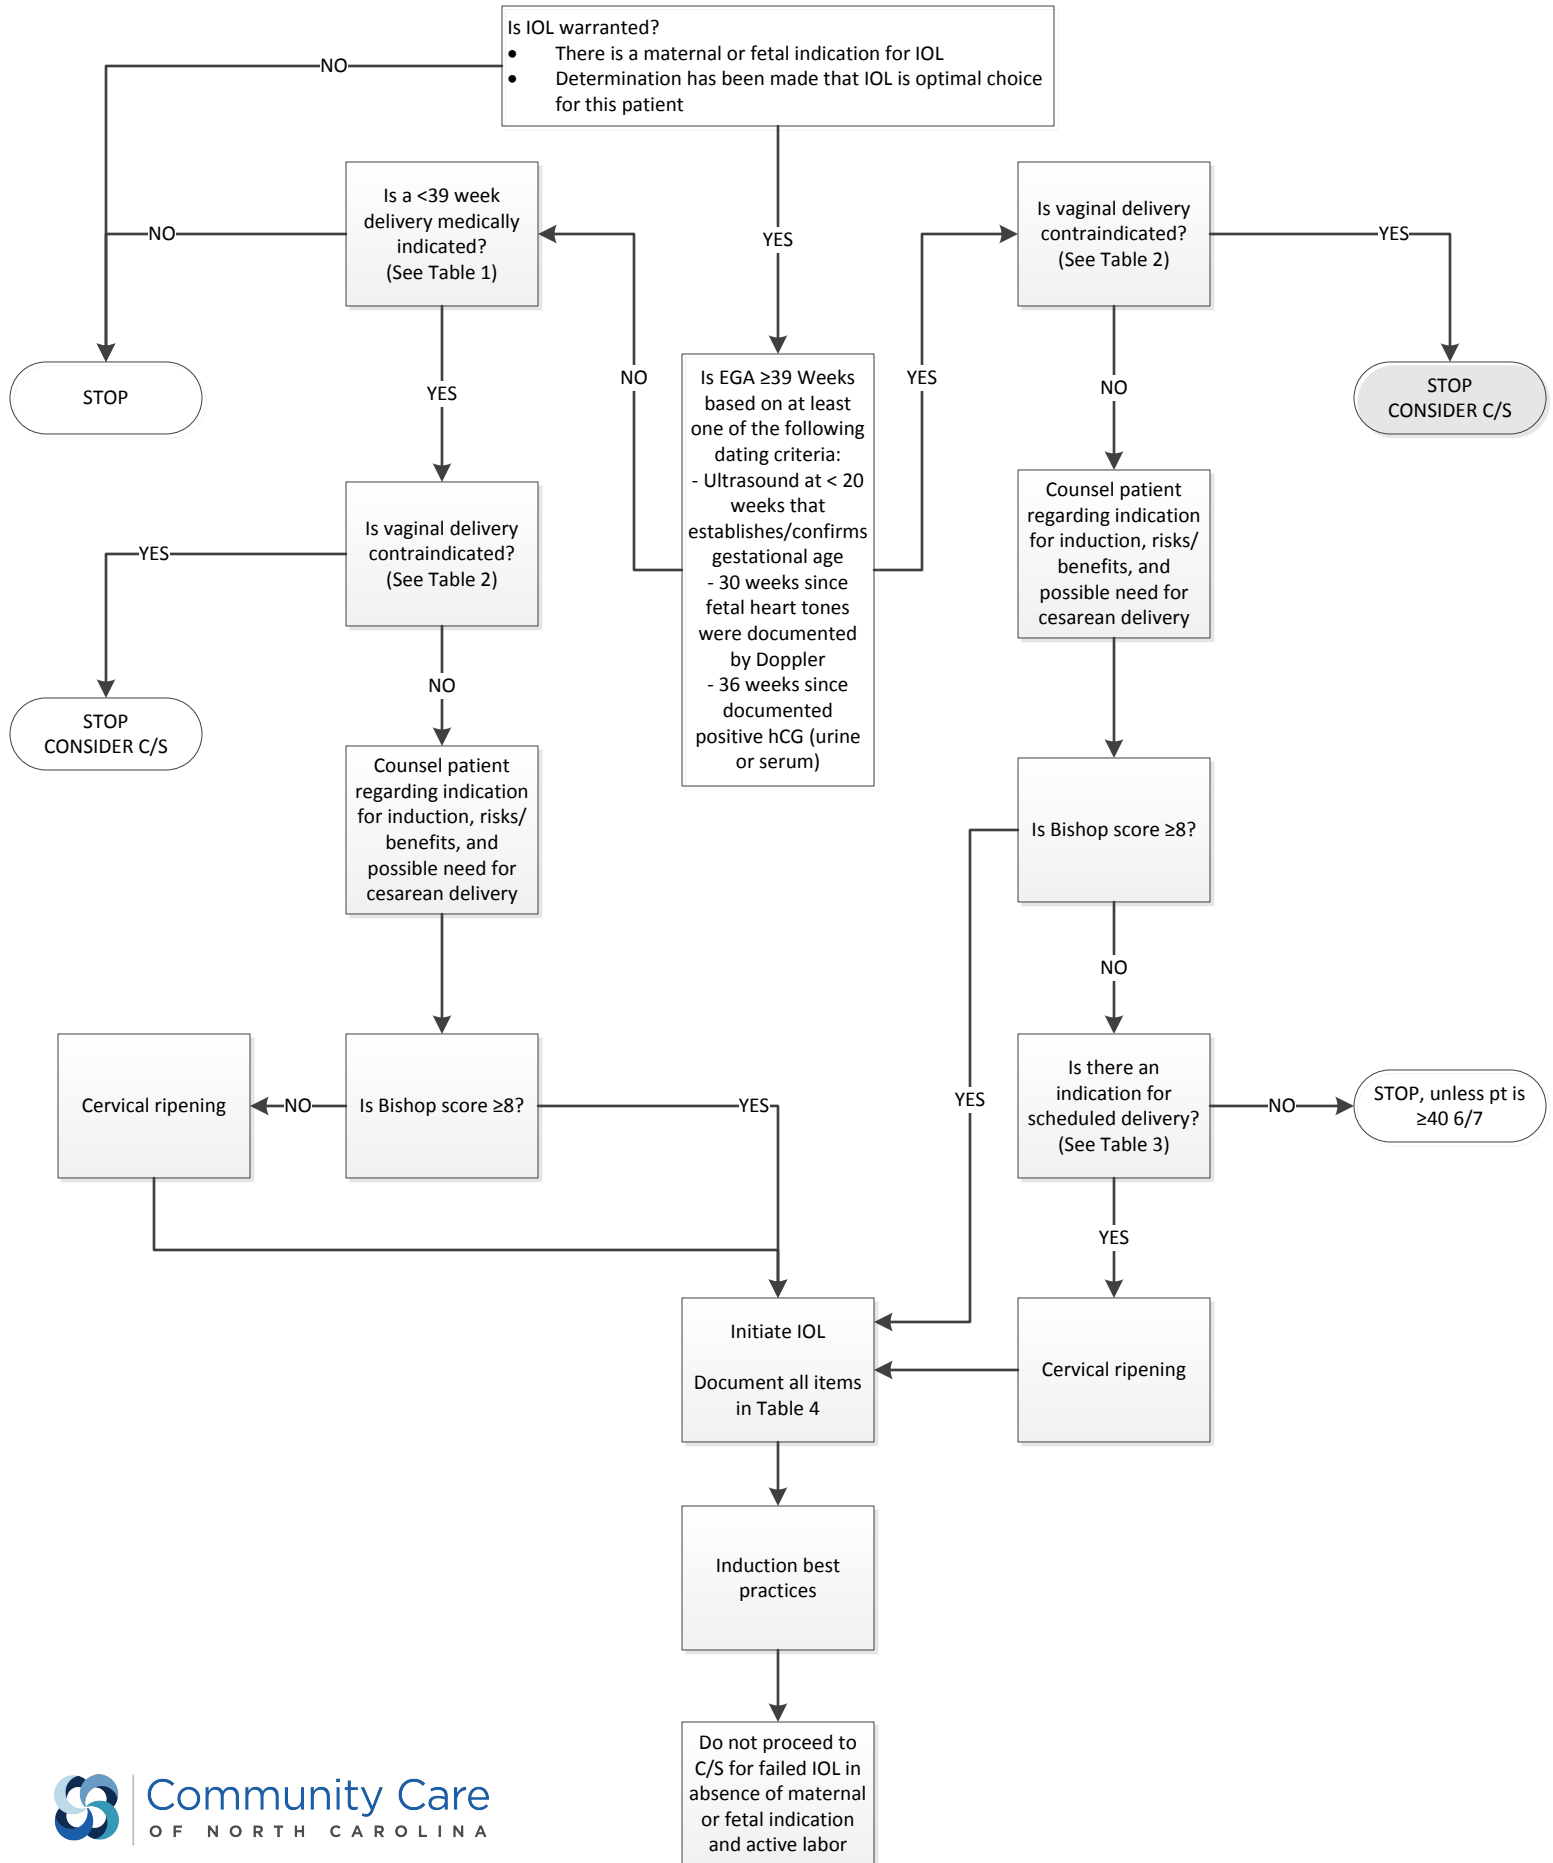 Is IOL warranted?
• There is a maternal or fetal indication for IOL
• Determination has been made that IOL is optimal choice
for this patient
NO
YES
Is a <39 week
delivery medically
indicated?
(See Table 1)
NO
YES
STOP
Is vaginal delivery
contraindicated?
(See Table 2)
YES
NO
STOP
CONSIDER C/S
Counsel patient
regarding indication
for induction, risks/
benefits, and
possible need for
cesarean delivery
Is Bishop score ≥8?
NO
YES
Cervical ripening
NO
Is EGA ≥39 Weeks
based on at least
one of the following
dating criteria:
- Ultrasound at < 20
weeks that
establishes/confirms
gestational age
- 30 weeks since
fetal heart tones
were documented
by Doppler
- 36 weeks since
documented
positive hCG (urine
or serum)
YES
Is vaginal delivery
contraindicated?
(See Table 2)
YES
STOP
CONSIDER C/S
NO
Counsel patient
regarding indication
for induction, risks/
benefits, and
possible need for
cesarean delivery
Is Bishop score ≥8?
YES
NO
Is there an
indication for
scheduled delivery?
(See Table 3)
NO
STOP, unless pt is
≥40 6/7
YES
Cervical ripening
Initiate IOL
Document all items
in Table 4
Induction best
practices
Do not proceed to
C/S for failed IOL in
absence of maternal
or fetal indication
and active labor
Community Care
OF NORTH CAROLINA